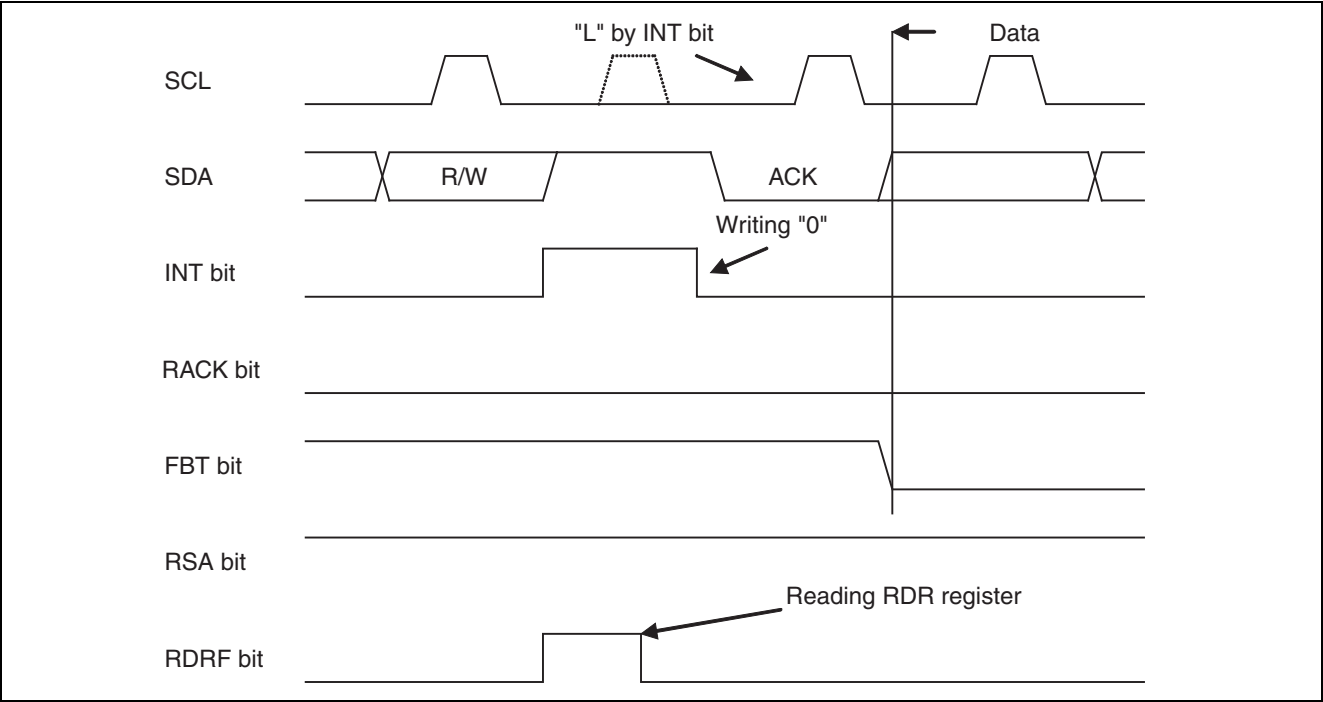 "L" by INT bit
Data
SCL
SDA
R/W
ACK
Writing "0"
INT bit
RACK bit
FBT bit
RSA bit
Reading RDR register
RDRF bit